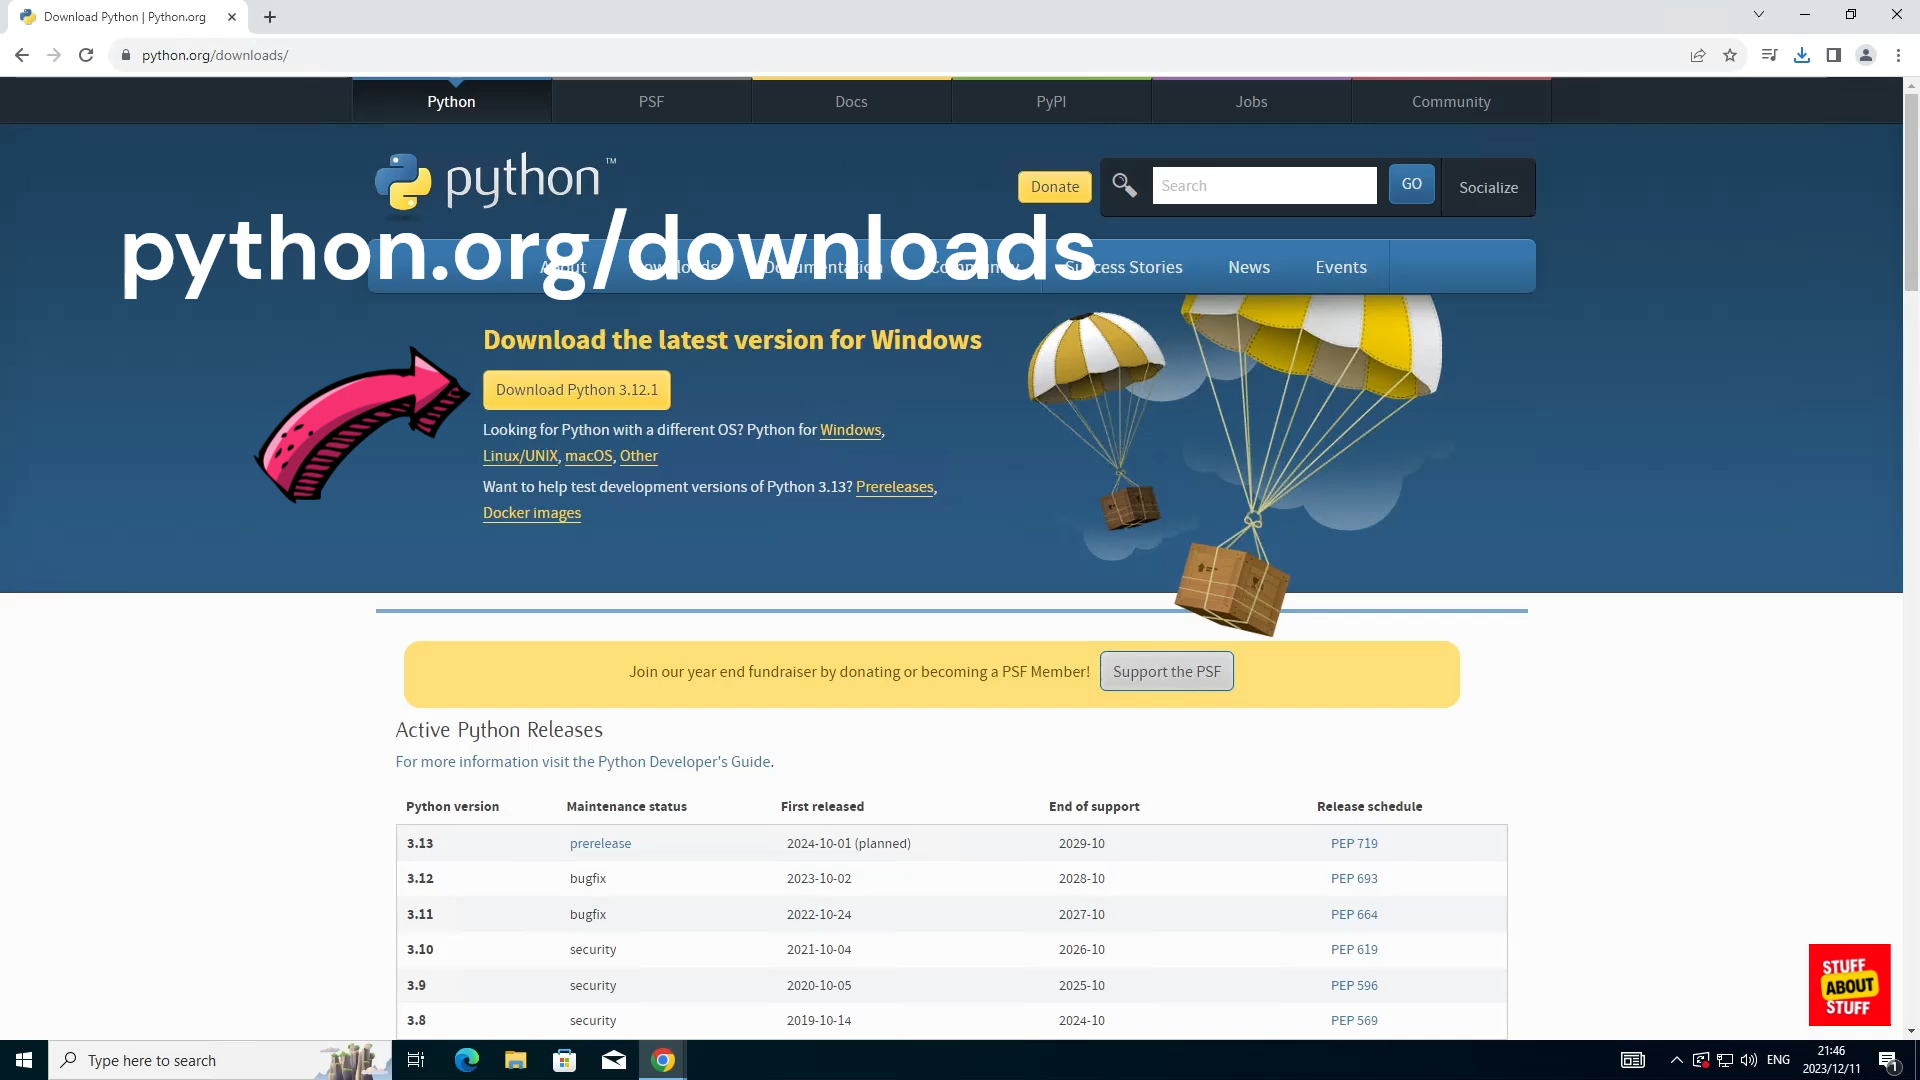 Download Python | Python.org
python.org/downloads/
Python
PSF
Docs
PyPI
Jobs
Community
python™
Donate
Search
GO
Socialize
python.org/downloads
About
Downloads
Documentation
Community
Success Stories
News
Events
Download the latest version for Windows
Download Python 3.12.1
Looking for Python with a different OS? Python for Windows,
Linux/UNIX, macOS, Other
Want to help test development versions of Python 3.13? Prereleases,
Docker images
Join our year end fundraiser by donating or becoming a PSF Member!
Support the PSF
Active Python Releases
For more information visit the Python Developer's Guide.
Python version Maintenance status First released End of support Release schedule
3.13 prerelease 2024-10-01 (planned) 2029-10 PEP 719
3.12 bugfix 2023-10-02 2028-10 PEP 693
3.11 bugfix 2022-10-24 2027-10 PEP 664
3.10 security 2021-10-04 2026-10 PEP 619
3.9 security 2020-10-05 2025-10 PEP 596
3.8 security 2019-10-14 2024-10 PEP 569
STUFF
ABOUT
STUFF
Type here to search
ENG
21:46
2023/12/11
1